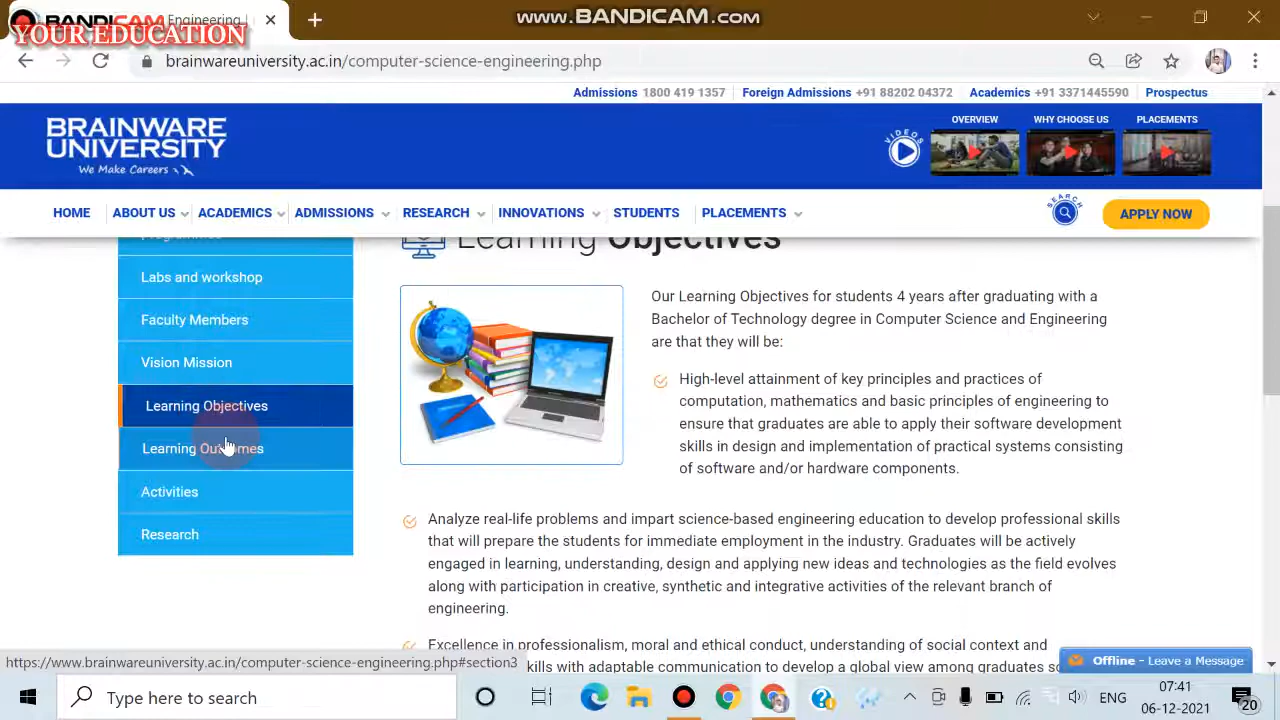 www.BANDICAM.com
Engineering
YOUR EDUCATION
brainwareuniversity.ac.in/computer-science-engineering.php
Admissions 1800 419 1357 Foreign Admissions +91 88202 04372 Academics +91 3371445590 Prospectus
BRAINWARE
UNIVERSITY
We Make Careers
VIDEOS
OVERVIEW WHY CHOOSE US PLACEMENTS
HOME ABOUT US ACADEMICS ADMISSIONS RESEARCH INNOVATIONS STUDENTS PLACEMENTS
SEARCH
APPLY NOW
Programmes
Labs and workshop
Faculty Members
Vision Mission
Learning Objectives
Learning Outcomes
Activities
Research
Learning Objectives
Our Learning Objectives for students 4 years after graduating with a
Bachelor of Technology degree in Computer Science and Engineering
are that they will be:
High-level attainment of key principles and practices of
computation, mathematics and basic principles of engineering to
ensure that graduates are able to apply their software development
skills in design and implementation of practical systems consisting
of software and/or hardware components.
Analyze real-life problems and impart science-based engineering education to develop professional skills
that will prepare the students for immediate employment in the industry. Graduates will be actively
engaged in learning, understanding, design and applying new ideas and technologies as the field evolves
along with participation in creative, synthetic and integrative activities of the relevant branch of
engineering.
Excellence in professionalism, moral and ethical conduct, understanding of social context and
with adaptable communication to develop a global view among graduates
https://www.brainwareuniversity.ac.in/computer-science-engineering.php#section3
Offline - Leave a Message
Type here to search
ENG
07:41
06-12-2021
20